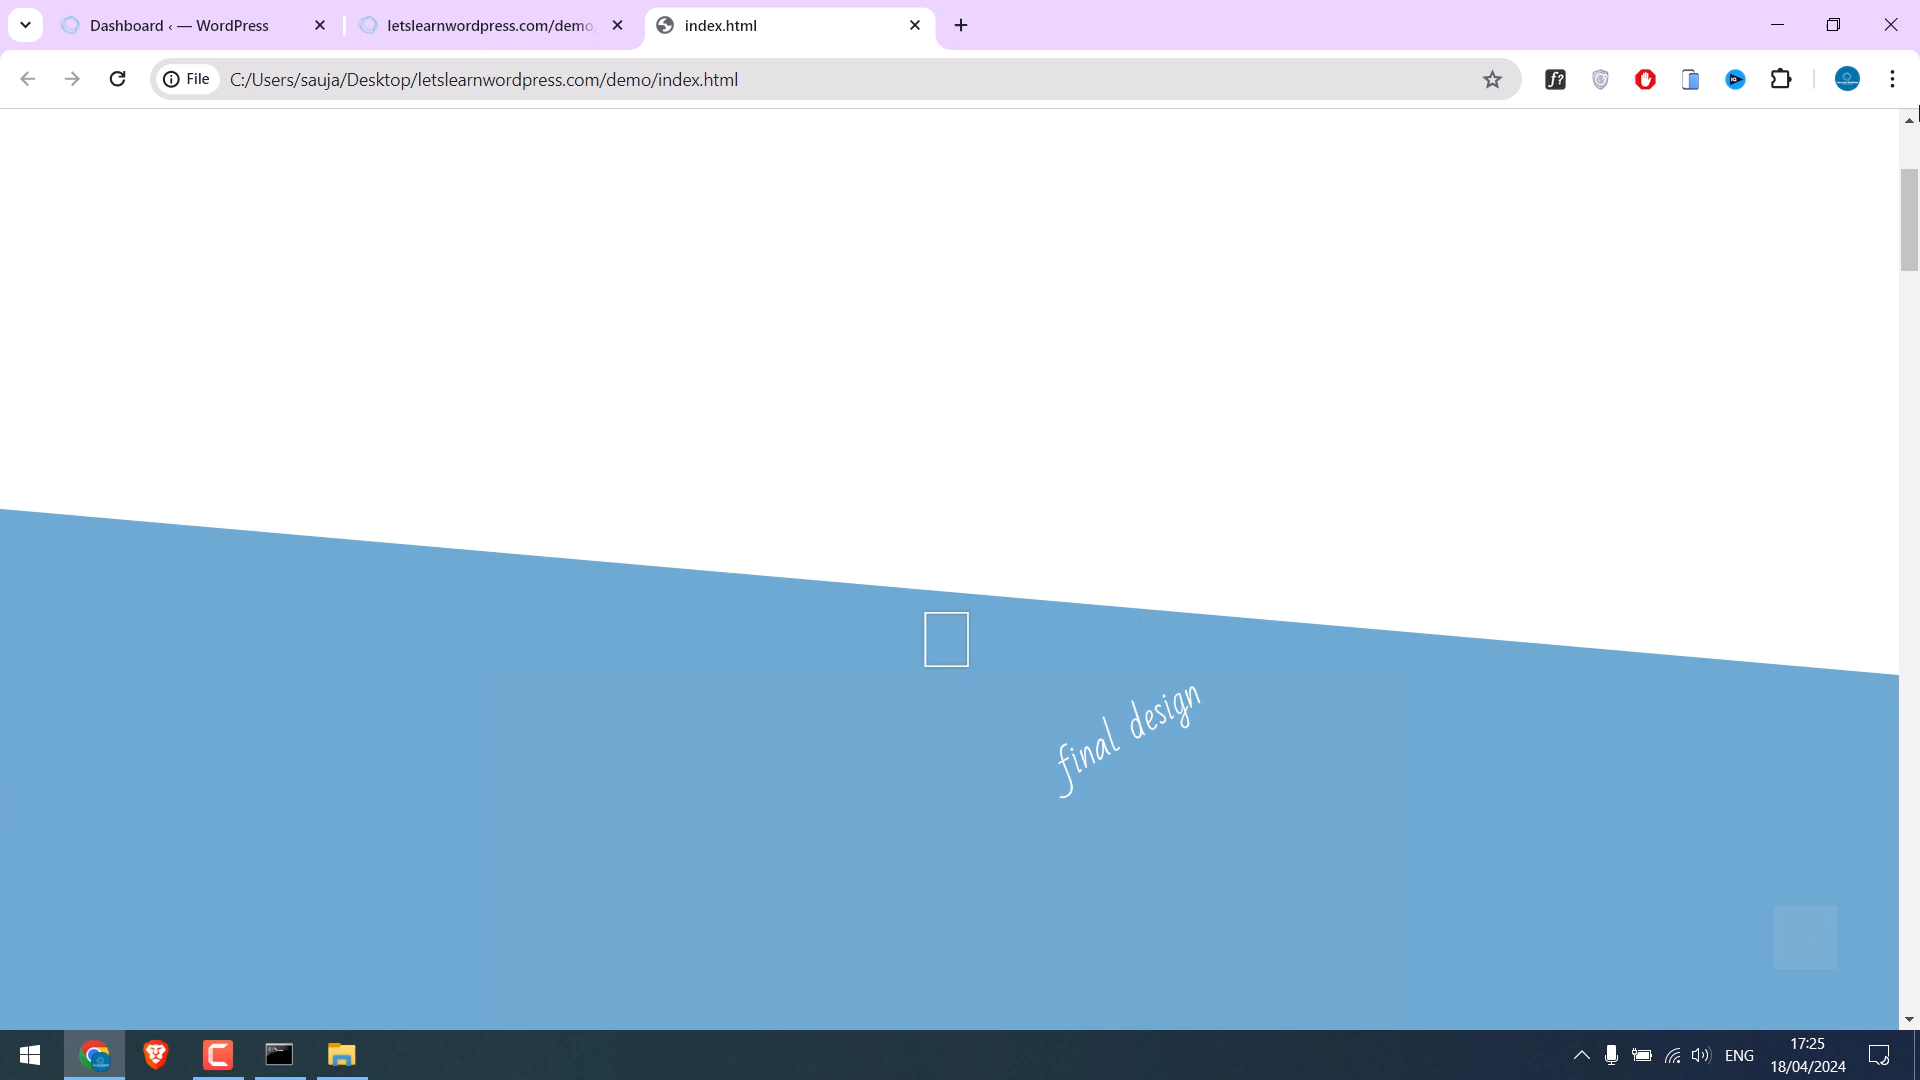 Dashboard ‹ — WordPress
letslearnwordpress.com/demo
index.html
File
C:/Users/sauja/Desktop/letslearnwordpress.com/demo/index.html
f?
final design
17:25
ENG
18/04/2024